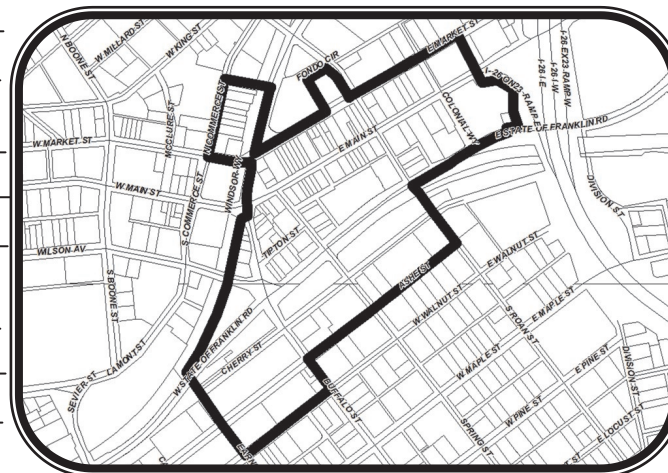 N BOONE ST
W MILLARD ST
W KING ST
MCCLURE ST
N COMMERCE ST
FONDO CIR
E MARKET ST
I-26 EX23-RAMP W
I-26 I-W
I-26 I E
I-26 ON23-RAMP E
W MARKET ST
E MAIN ST
COLONIAL WY
E STATE OF FRANKLIN RD
W MAIN ST
S COMMERCE ST
WINDSOR WY
DIVISION ST
WILSON AV
TIPTON ST
E WALNUT ST
S BOONE ST
ASHE ST
W WALNUT ST
S ROAN ST
E MAPLE ST
LAMONT ST
SEVIER ST
W STATE OF FRANKLIN RD
CHERRY ST
W MAPLE ST
E PINE ST
DIVISION ST
BUFFALO ST
W PINE ST
SPRING ST
E LOCUST ST